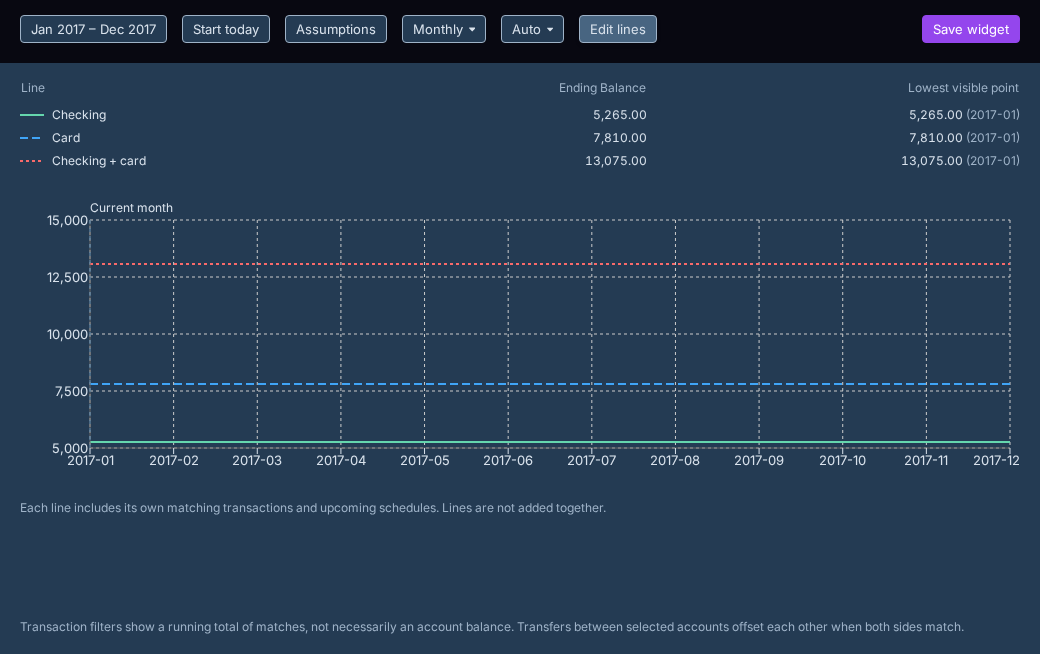 Jan 2017 – Dec 2017 Start today Assumptions Monthly Auto Edit lines Save widget
Line Ending Balance Lowest visible point
Checking 5,265.00 5,265.00 (2017-01)
Card 7,810.00 7,810.00 (2017-01)
Checking + card 13,075.00 13,075.00 (2017-01)
Current month
15,000
12,500
10,000
7,500
5,000
2017-01 2017-02 2017-03 2017-04 2017-05 2017-06 2017-07 2017-08 2017-09 2017-10 2017-11 2017-12
Each line includes its own matching transactions and upcoming schedules. Lines are not added together.
Transaction filters show a running total of matches, not necessarily an account balance. Transfers between selected accounts offset each other when both sides match.